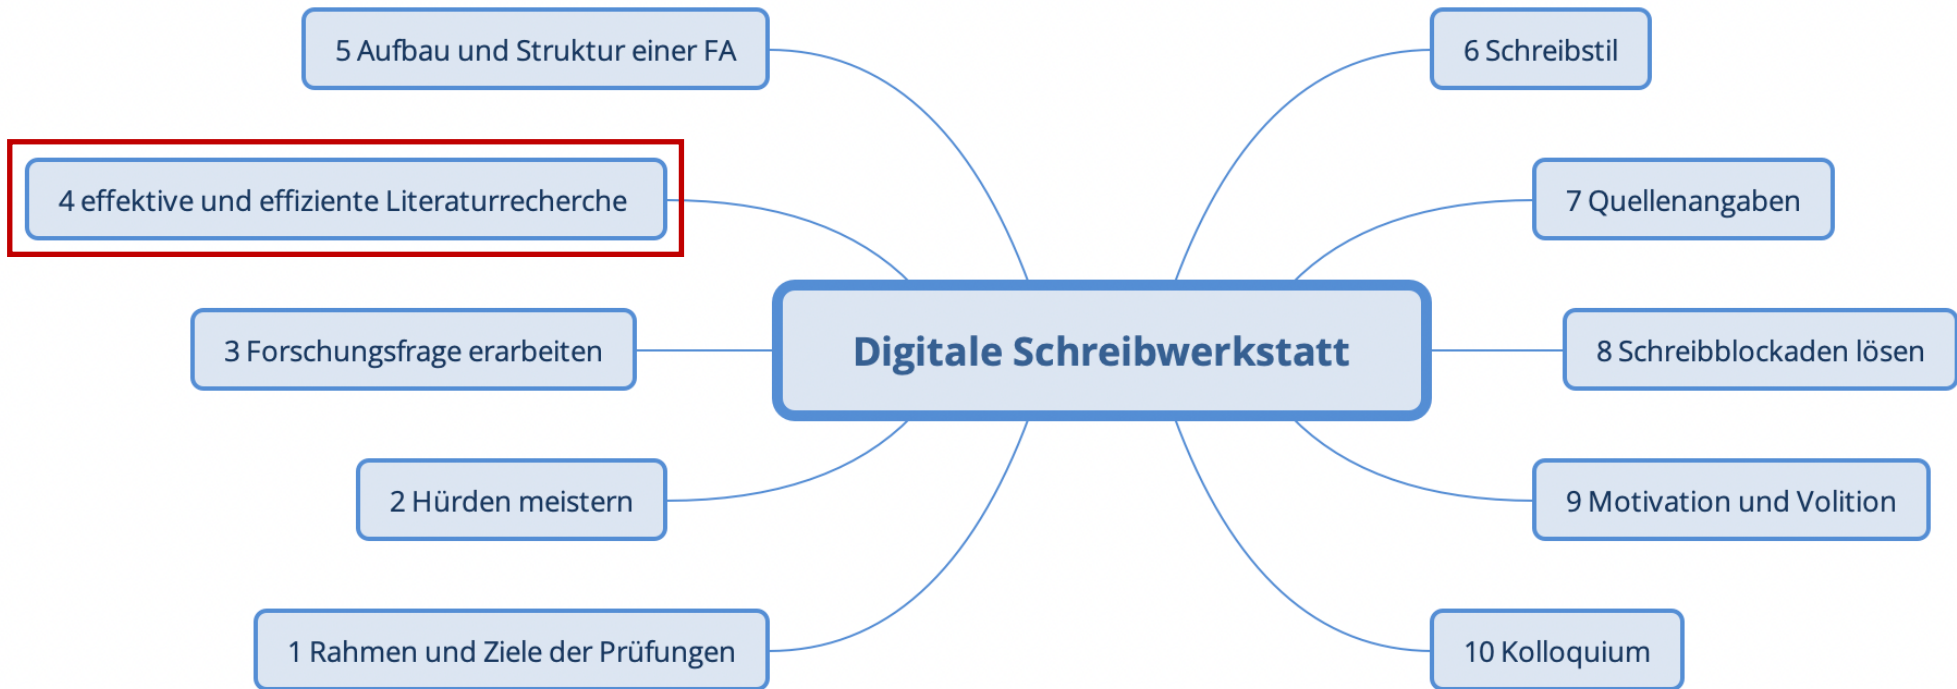 5 Aufbau und Struktur einer FA
6 Schreibstil
4 effektive und effiziente Literaturrecherche
7 Quellenangaben
3 Forschungsfrage erarbeiten
Digitale Schreibwerkstatt
8 Schreibblockaden lösen
2 Hürden meistern
9 Motivation und Volition
1 Rahmen und Ziele der Prüfungen
10 Kolloquium